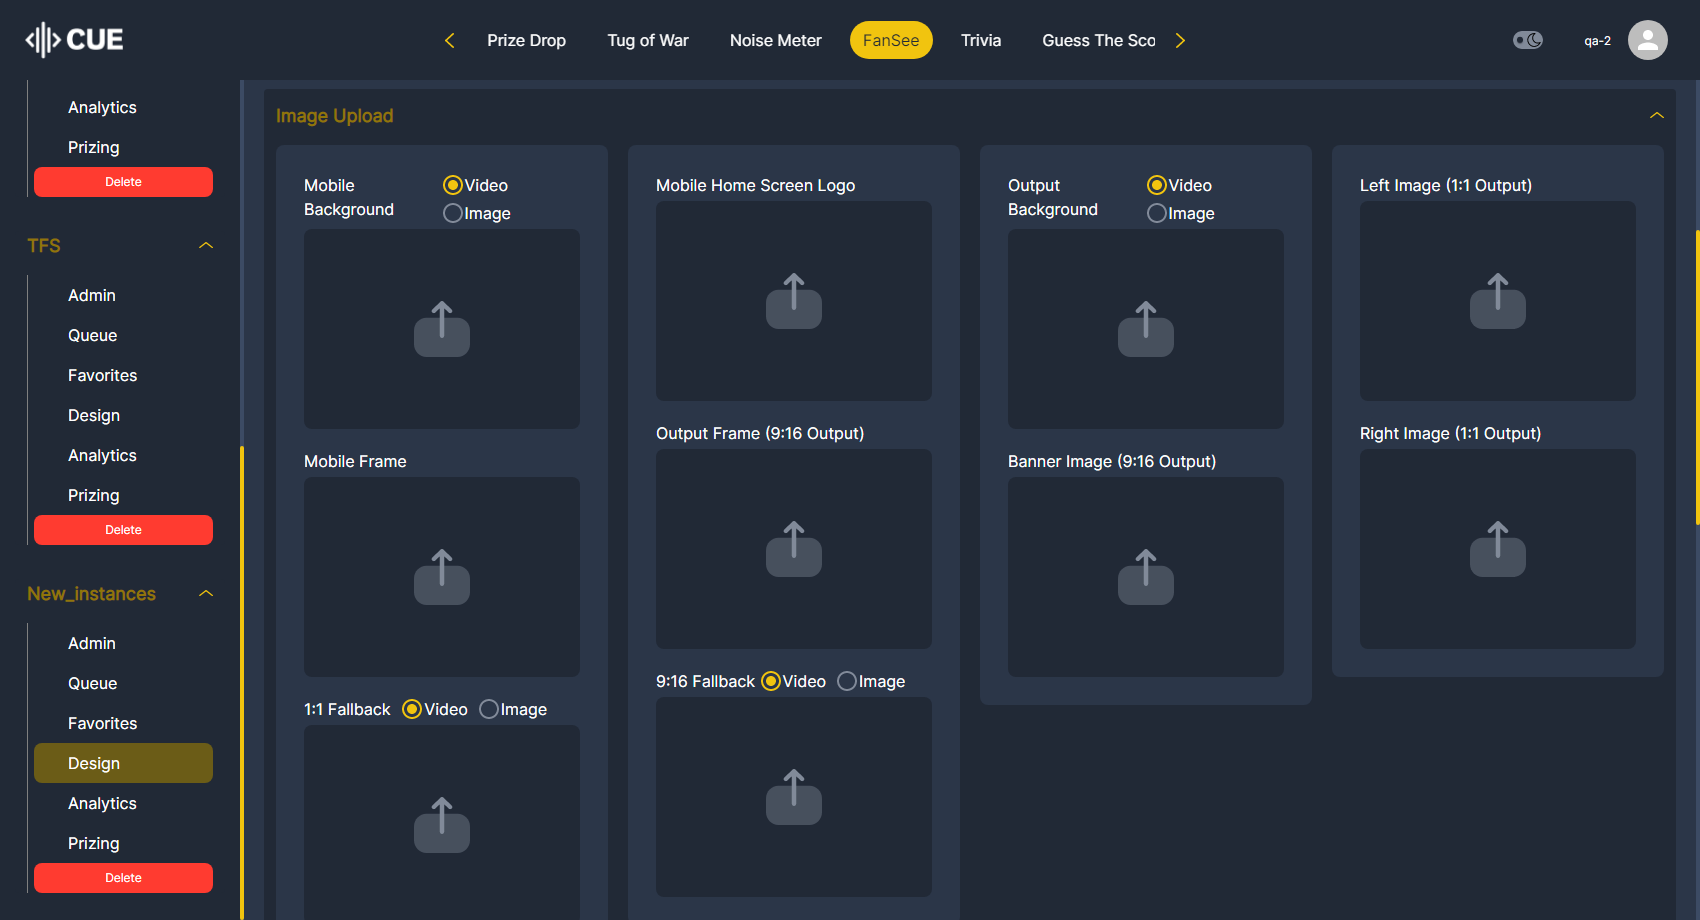 CUE
Prize Drop
Tug of War
Noise Meter
FanSee
Trivia
Guess The Sco
qa-2
Analytics
Prizing
Delete
TFS
Admin
Queue
Favorites
Design
Analytics
Prizing
Delete
New_instances
Admin
Queue
Favorites
Design
Analytics
Prizing
Delete
Image Upload
Mobile
Background
Video
Image
Mobile Frame
1:1 Fallback
Video
Image
Mobile Home Screen Logo
Output Frame (9:16 Output)
9:16 Fallback
Video
Image
Output
Background
Video
Image
Banner Image (9:16 Output)
Left Image (1:1 Output)
Right Image (1:1 Output)